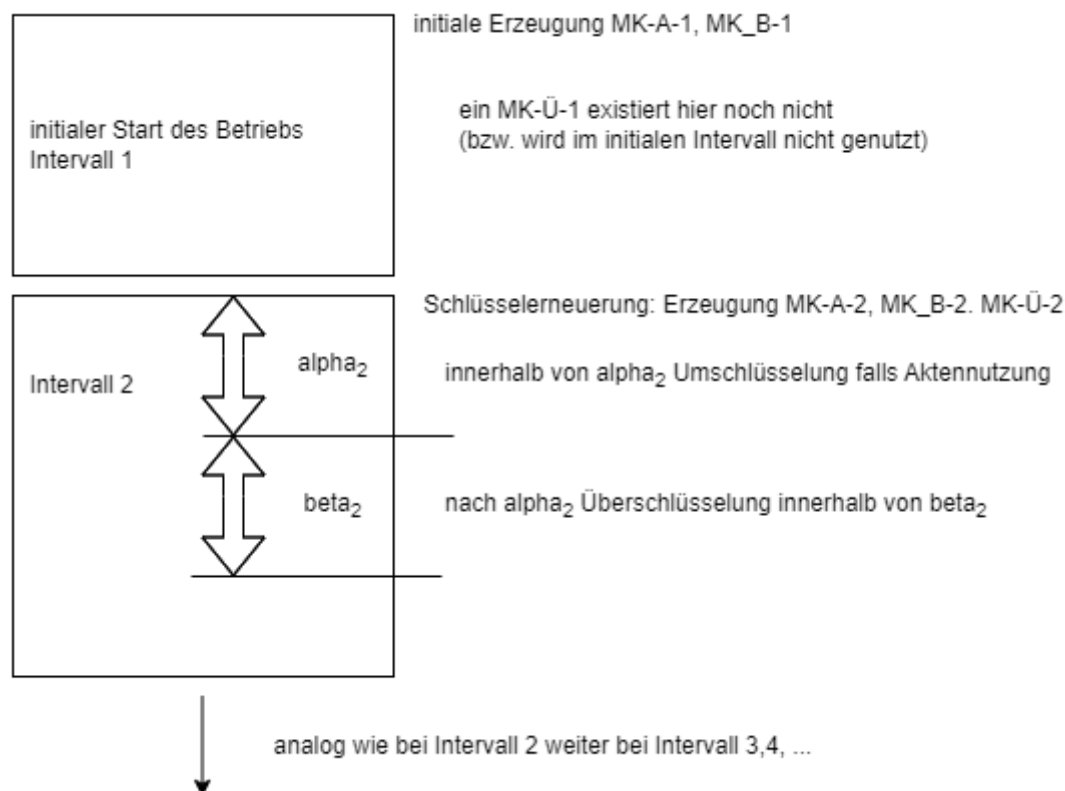 initiale Erzeugung MK-A-1, MK_B-1
ein MK-Ü-1 existiert hier noch nicht
(bzw. wird im initialen Intervall nicht genutzt)
initialer Start des Betriebs
Intervall 1
Schlüsselerneuerung: Erzeugung MK-A-2, MK_B-2. MK-Ü-2
alpha₂
innerhalb von alpha₂ Umschlüsselung falls Aktennutzung
Intervall 2
beta₂
nach alpha₂ Überschlüsselung innerhalb von beta₂
analog wie bei Intervall 2 weiter bei Intervall 3,4, ...